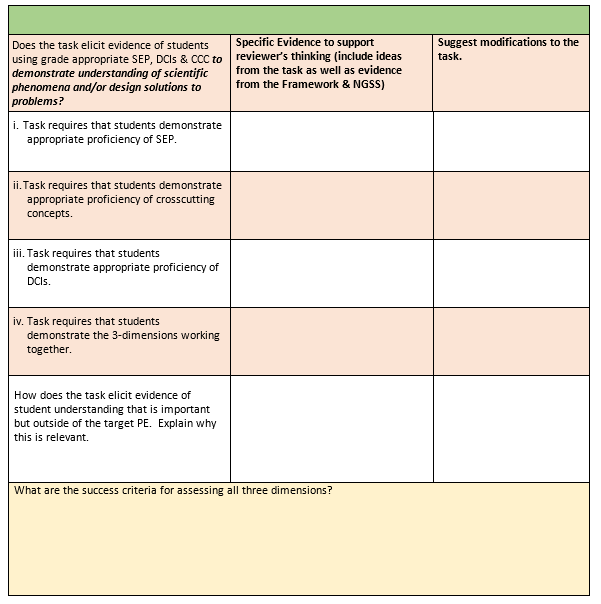 Does the task elicit evidence of students
using grade appropriate SEP, DCIs & CCC to
demonstrate understanding of scientific
phenomena and/or design solutions to
problems?
Specific Evidence to support
reviewer's thinking (include ideas
from the task as well as evidence
from the Framework & NGSS)
Suggest modifications to the
task.
i. Task requires that students demonstrate
appropriate proficiency of SEP.
ii. Task requires that students demonstrate
appropriate proficiency of crosscutting
concepts.
iii. Task requires that students
demonstrate appropriate proficiency of
DCIs.
iv. Task requires that students
demonstrate the 3-dimensions working
together.
How does the task elicit evidence of
student understanding that is important
but outside of the target PE. Explain why
this is relevant.
What are the success criteria for assessing all three dimensions?